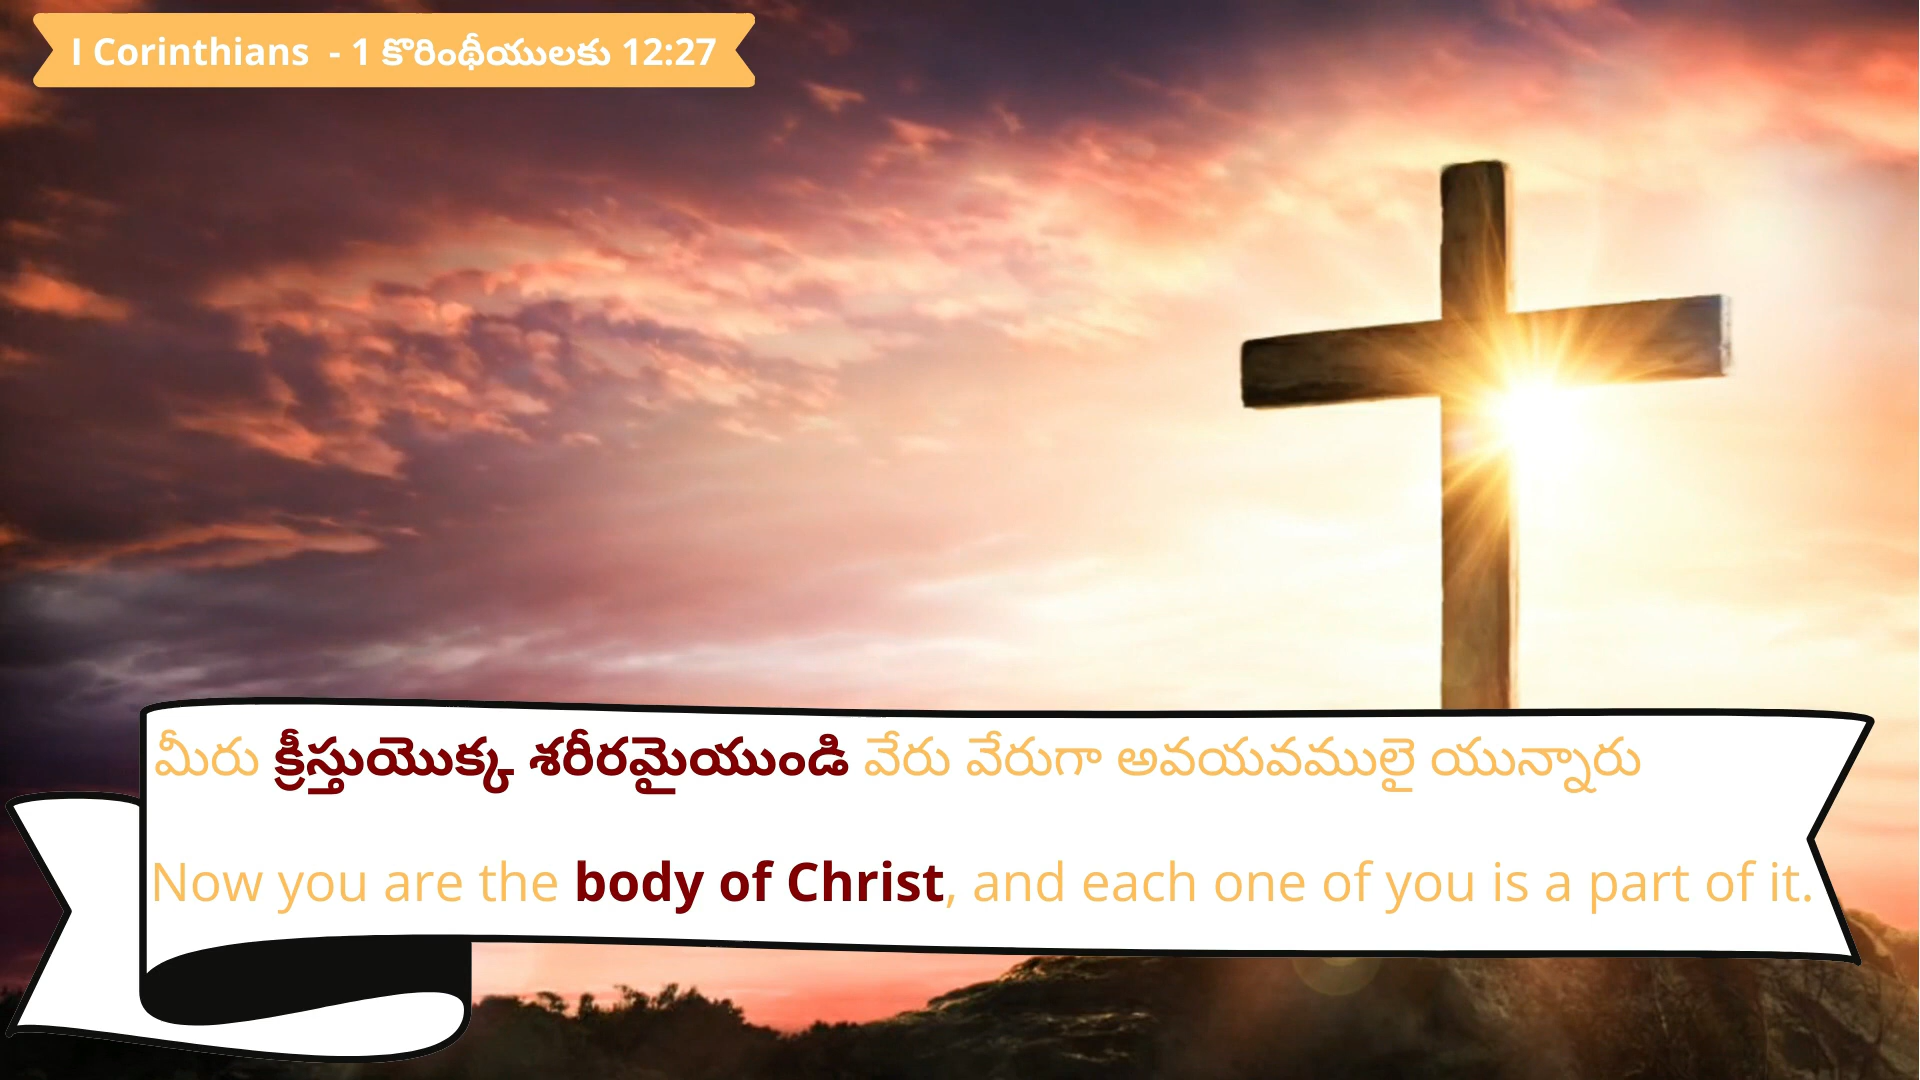 I Corinthians - 1 కొరింథీయులకు 12:27
మీరు క్రీస్తుయొక్క శరీరమైయుండి వేరు వేరుగా అవయవములై యున్నారు
Now you are the body of Christ, and each one of you is a part of it.